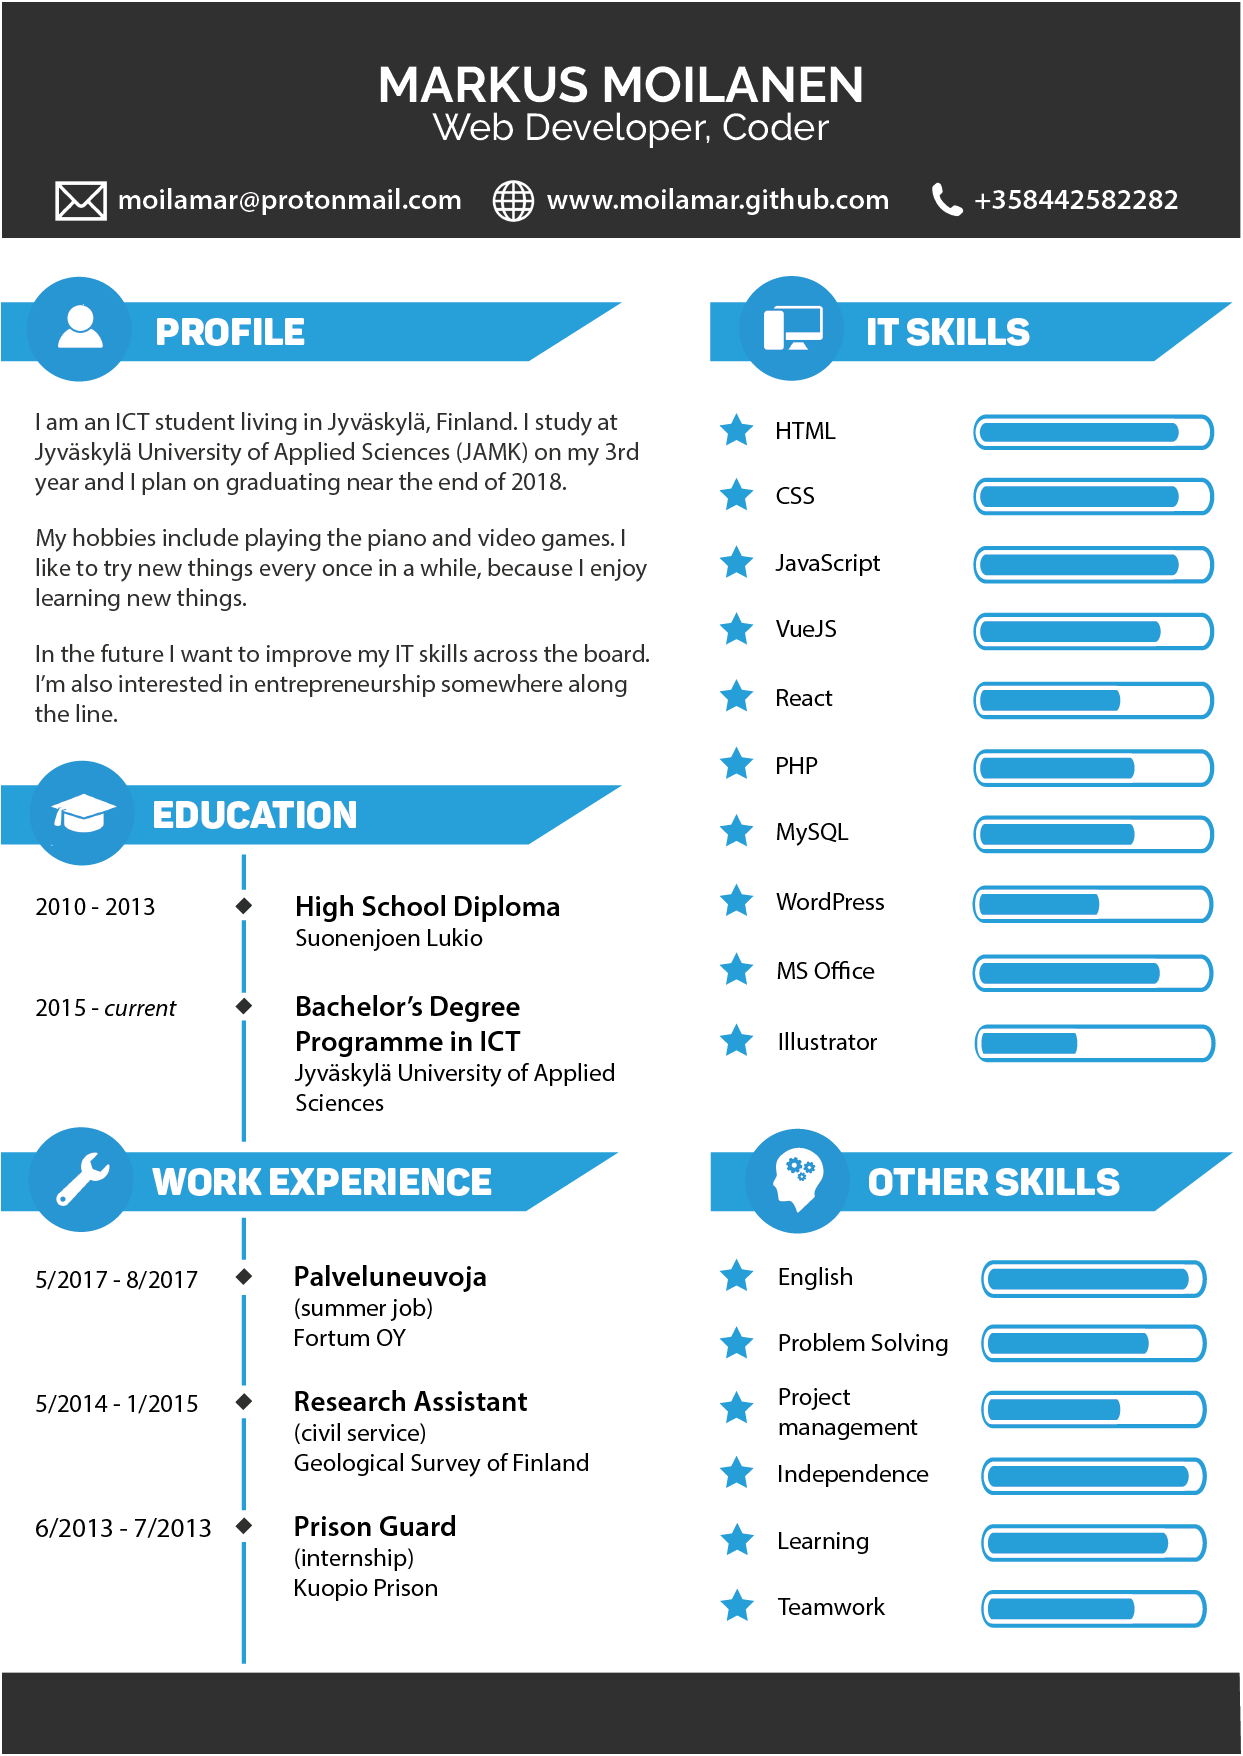 MARKUS MOILANEN
Web Developer, Coder
moilamar@protonmail.com
www.moilamar.github.com
+358442582282
PROFILE
I am an ICT student living in Jyväskylä, Finland. I study at
Jyväskylä University of Applied Sciences (JAMK) on my 3rd
year and I plan on graduating near the end of 2018.
My hobbies include playing the piano and video games. I
like to try new things every once in a while, because I enjoy
learning new things.
In the future I want to improve my IT skills across the board.
I’m also interested in entrepreneurship somewhere along
the line.
EDUCATION
2010 - 2013
High School Diploma
Suonenjoen Lukio
2015 - current
Bachelor’s Degree
Programme in ICT
Jyväskylä University of Applied
Sciences
WORK EXPERIENCE
5/2017 - 8/2017
Palveluneuvoja
(summer job)
Fortum OY
5/2014 - 1/2015
Research Assistant
(civil service)
Geological Survey of Finland
6/2013 - 7/2013
Prison Guard
(internship)
Kuopio Prison
IT SKILLS
HTML
CSS
JavaScript
VueJS
React
PHP
MySQL
WordPress
MS Office
Illustrator
OTHER SKILLS
English
Problem Solving
Project
management
Independence
Learning
Teamwork